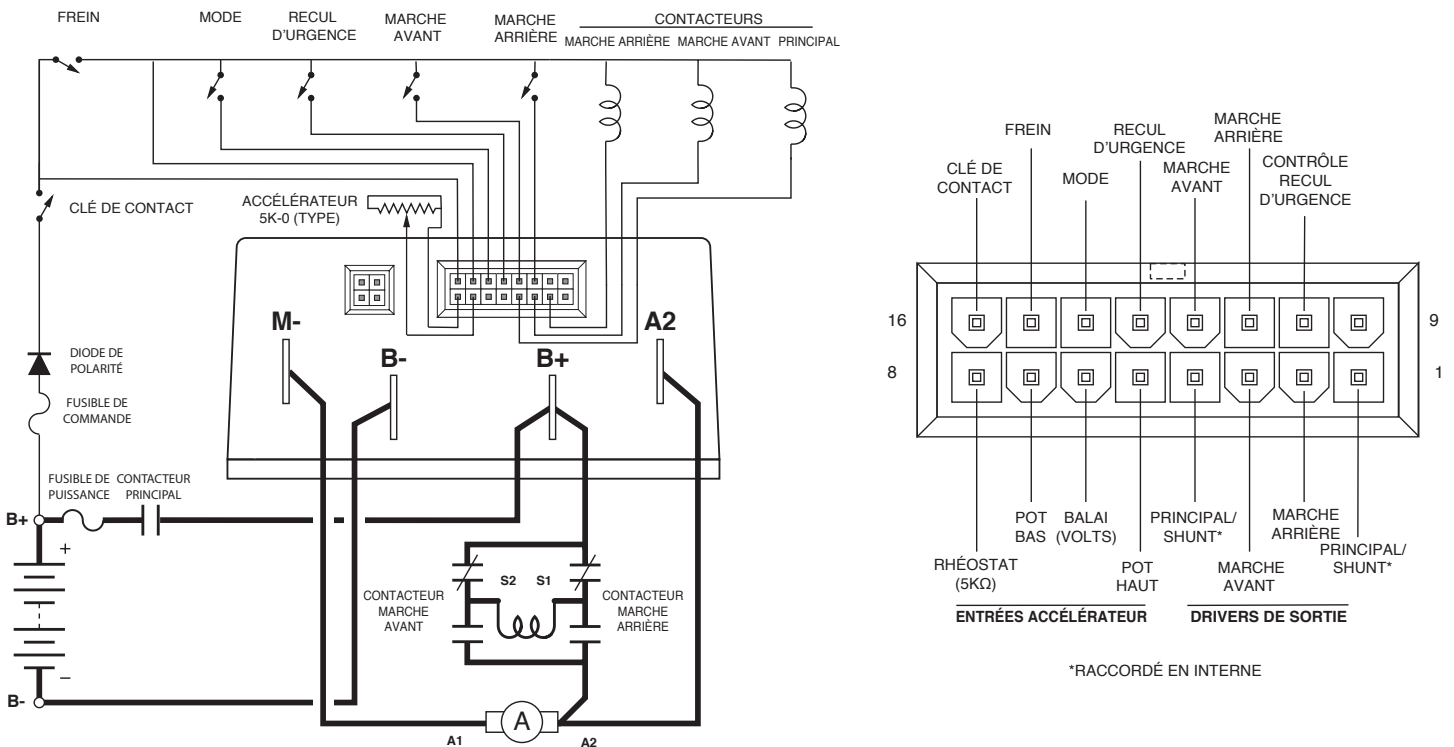 FREIN
MODE
RECUL
D'URGENCE
MARCHE
AVANT
MARCHE
ARRIÈRE
CONTACTEURS
MARCHE ARRIÈRE
MARCHE AVANT
PRINCIPAL
CLÉ DE CONTACT
ACCÉLÉRATEUR
5K-0 (TYPE)
M-
B-
B+
A2
DIODE DE
POLARITÉ
FUSIBLE DE
COMMANDE
FUSIBLE DE
PUISSANCE
CONTACTEUR
PRINCIPAL
B+
+
–
B-
S2
S1
CONTACTEUR
MARCHE
AVANT
CONTACTEUR
MARCHE
ARRIÈRE
A
A1
A2
CLÉ DE
CONTACT
FREIN
MODE
RECUL
D'URGENCE
MARCHE
AVANT
MARCHE
ARRIÈRE
CONTRÔLE
RECUL
D'URGENCE
16
9
8
1
RHÉOSTAT
(5KΩ)
POT
BAS
BALAI
(VOLTS)
POT
HAUT
PRINCIPAL/
SHUNT*
MARCHE
AVANT
MARCHE
ARRIÈRE
PRINCIPAL/
SHUNT*
ENTRÉES ACCÉLÉRATEUR
DRIVERS DE SORTIE
*RACCORDÉ EN INTERNE